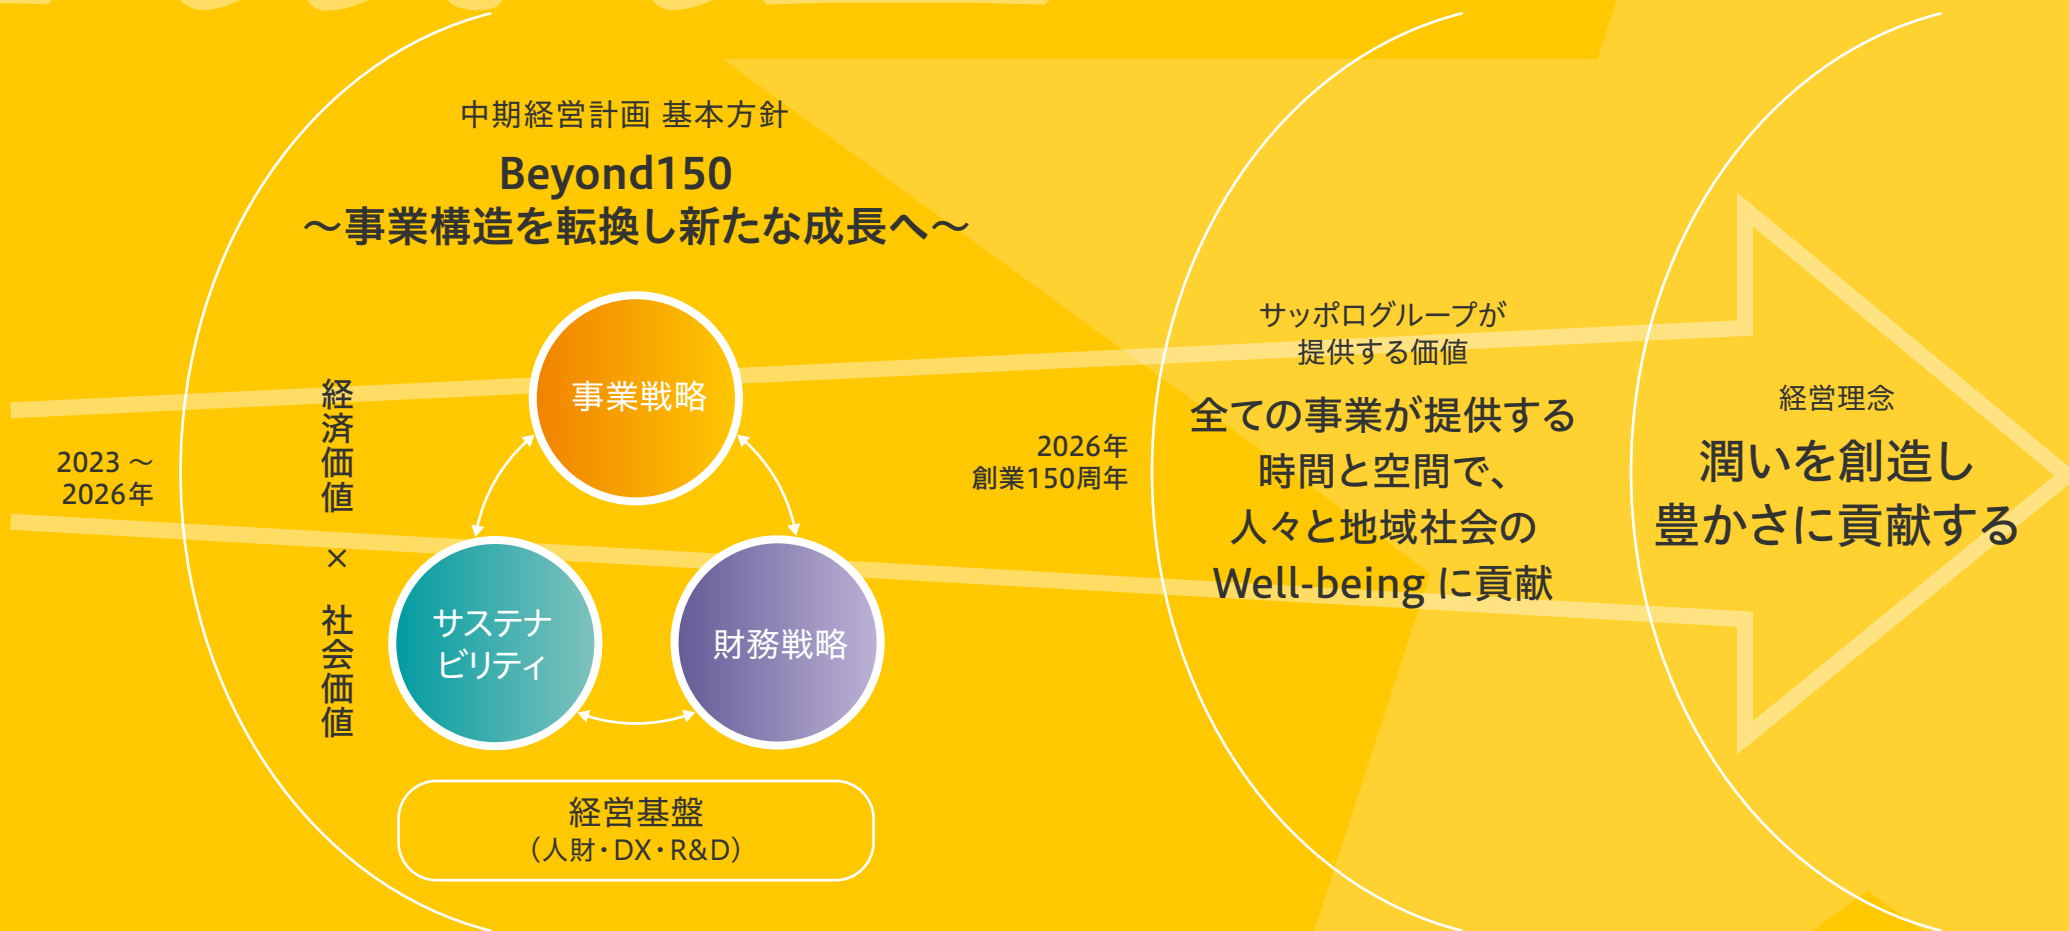 中期経営計画 基本方針
Beyond150
～事業構造を転換し新たな成長へ～
2023～
2026年
経済価値 × 社会価値
事業戦略
サステナ
ビリティ
財務戦略
経営基盤
（人財・DX・R&D）
2026年
創業150周年
サッポログループが
提供する価値
全ての事業が提供する
時間と空間で、
人々と地域社会の
Well-being に貢献
経営理念
潤いを創造し
豊かさに貢献する